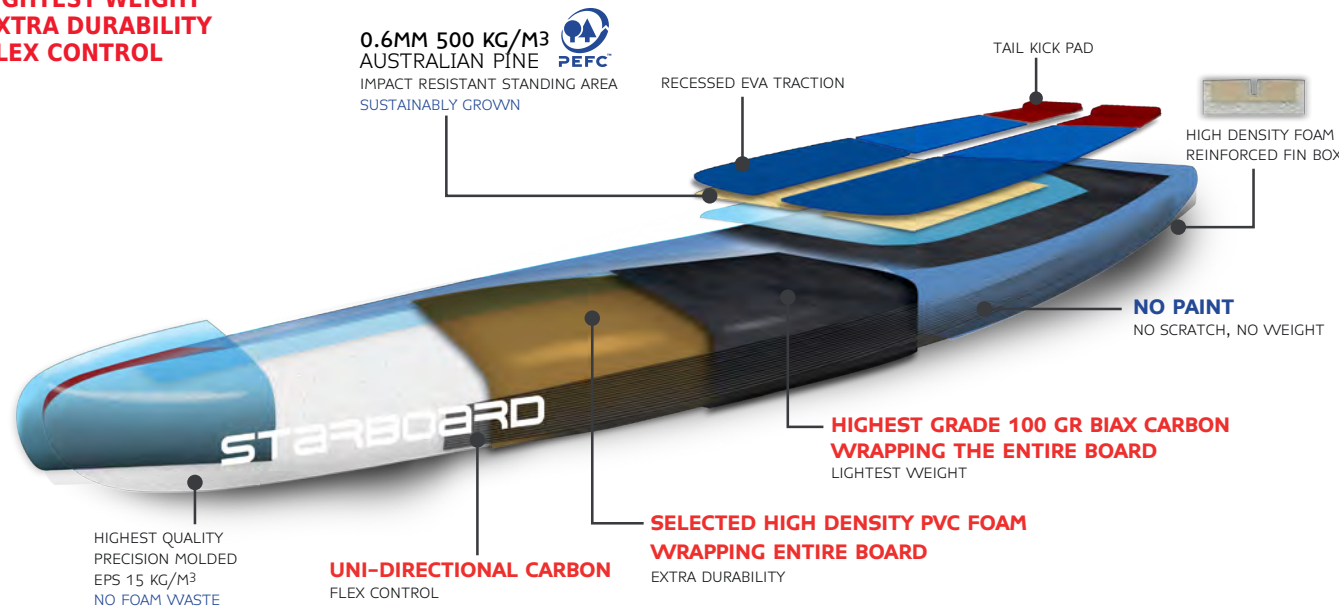 XTRA DURABILITY
LEX CONTROL
0.6MM 500 KG/M3
AUSTRALIAN PINE
PEFC™
IMPACT RESISTANT STANDING AREA
SUSTAINABLY GROWN
RECESSED EVA TRACTION
TAIL KICK PAD
HIGH DENSITY FOAM
REINFORCED FIN BOX
NO PAINT
NO SCRATCH, NO WEIGHT
STARBOARD
HIGHEST GRADE 100 GR BIAX CARBON
WRAPPING THE ENTIRE BOARD
LIGHTEST WEIGHT
SELECTED HIGH DENSITY PVC FOAM
WRAPPING ENTIRE BOARD
EXTRA DURABILITY
UNI-DIRECTIONAL CARBON
FLEX CONTROL
HIGHEST QUALITY
PRECISION MOLDED
EPS 15 KG/M3
NO FOAM WASTE